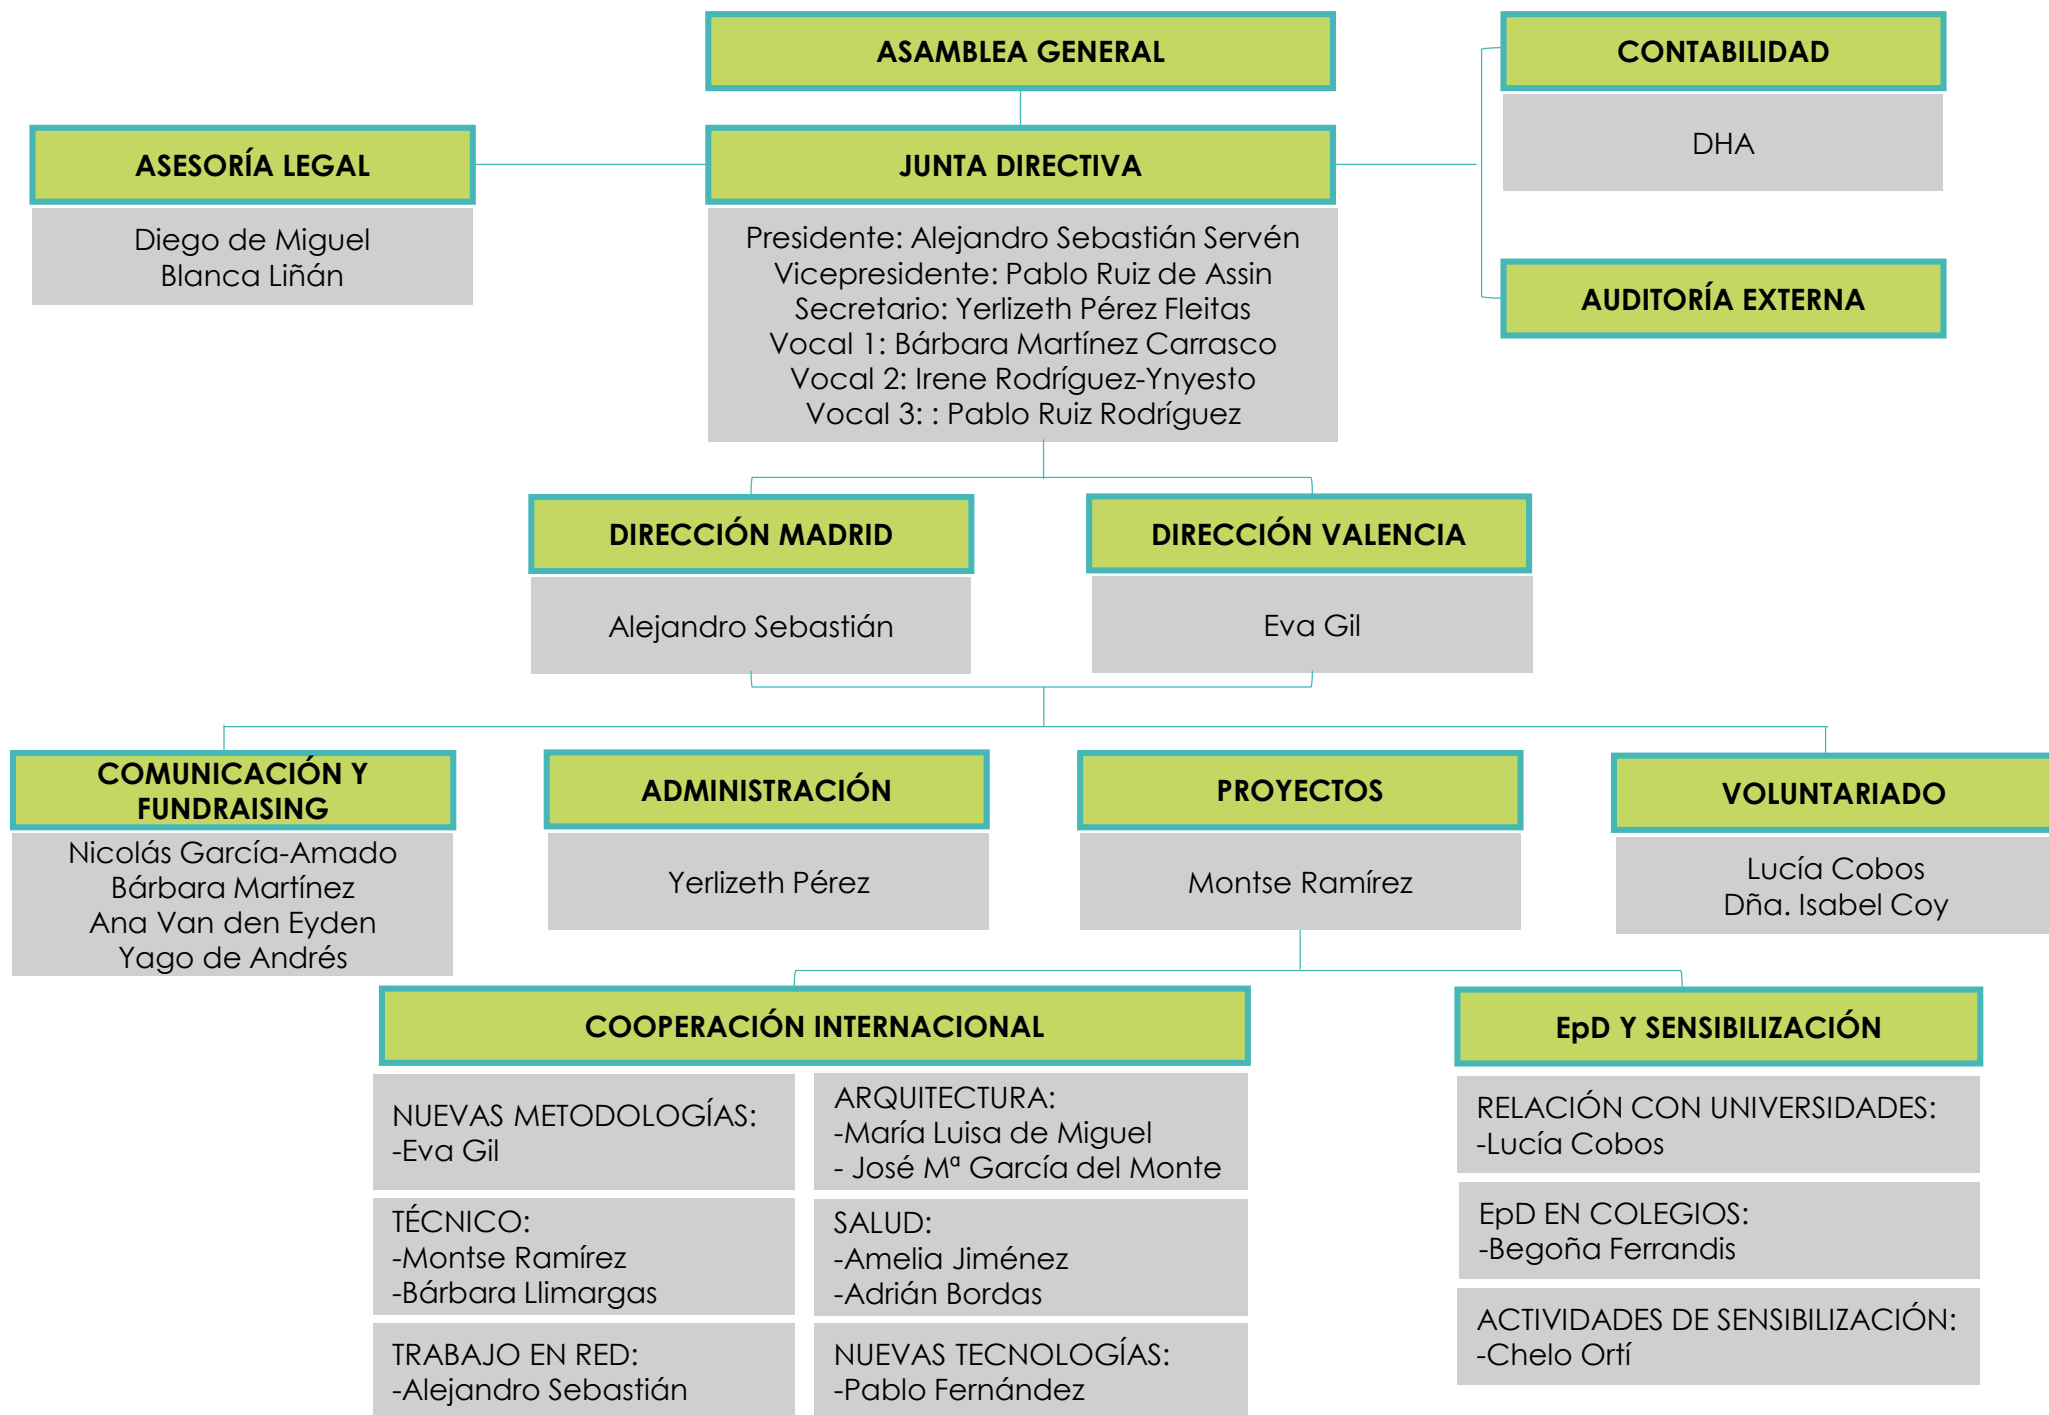 ASAMBLEA GENERAL
CONTABILIDAD
DHA
ASESORÍA LEGAL
Diego de Miguel
Blanca Liñán
JUNTA DIRECTIVA
Presidente: Alejandro Sebastián Servén
Vicepresidente: Pablo Ruiz de Assin
Secretario: Yerlizeth Pérez Fleitas
Vocal 1: Bárbara Martínez Carrasco
Vocal 2: Irene Rodríguez-Ynyesto
Vocal 3: : Pablo Ruiz Rodríguez
AUDITORÍA EXTERNA
DIRECCIÓN MADRID
Alejandro Sebastián
DIRECCIÓN VALENCIA
Eva Gil
COMUNICACIÓN Y
FUNDRAISING
Nicolás García-Amado
Bárbara Martínez
Ana Van den Eyden
Yago de Andrés
ADMINISTRACIÓN
Yerlizeth Pérez
PROYECTOS
Montse Ramírez
VOLUNTARIADO
Lucía Cobos
Dña. Isabel Coy
COOPERACIÓN INTERNACIONAL
NUEVAS METODOLOGÍAS:
-Eva Gil
ARQUITECTURA:
-María Luisa de Miguel
- José Mª García del Monte
TÉCNICO:
-Montse Ramírez
-Bárbara Llimargas
SALUD:
-Amelia Jiménez
-Adrián Bordas
TRABAJO EN RED:
-Alejandro Sebastián
NUEVAS TECNOLOGÍAS:
-Pablo Fernández
EpD Y SENSIBILIZACIÓN
RELACIÓN CON UNIVERSIDADES:
-Lucía Cobos
EpD EN COLEGIOS:
-Begoña Ferrandis
ACTIVIDADES DE SENSIBILIZACIÓN:
-Chelo Ortí